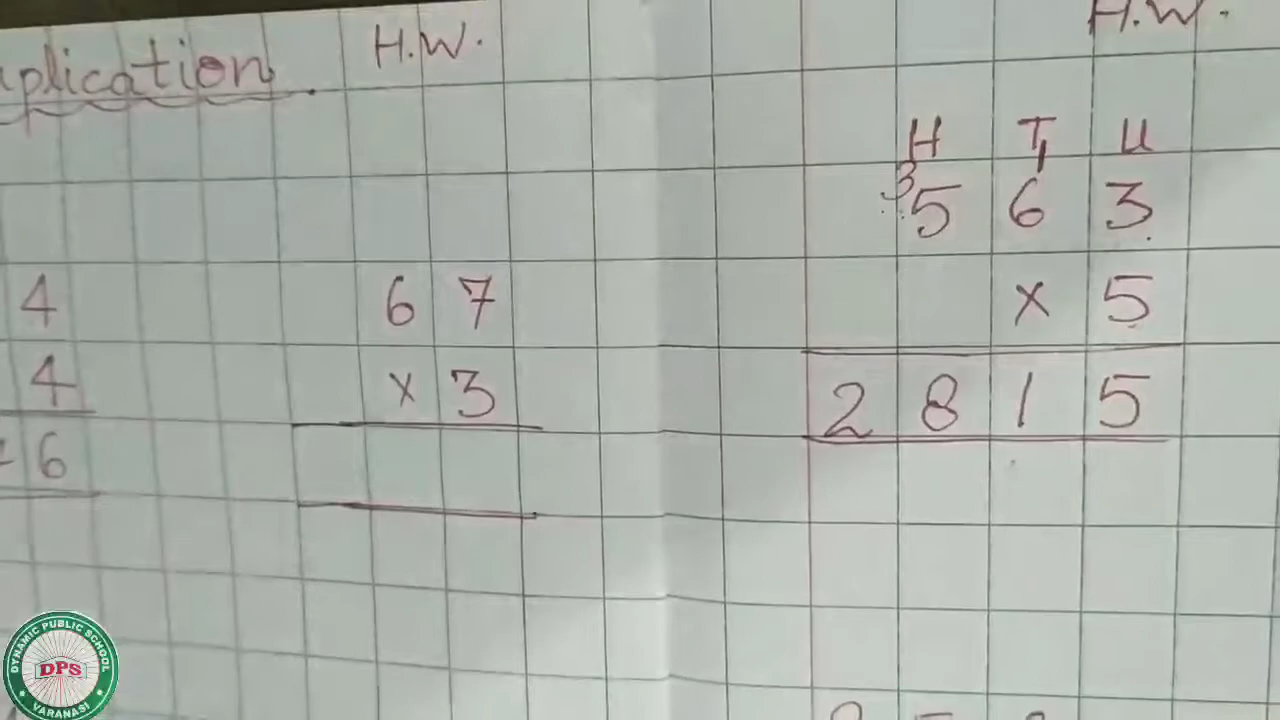 H.W.
H.W.
H T U
1
3
5 6 3
x 5
2 8 1 5
4
4
6
6 7
x 3
DYNAMIC PUBLIC SCHOOL
DPS
VARANASI